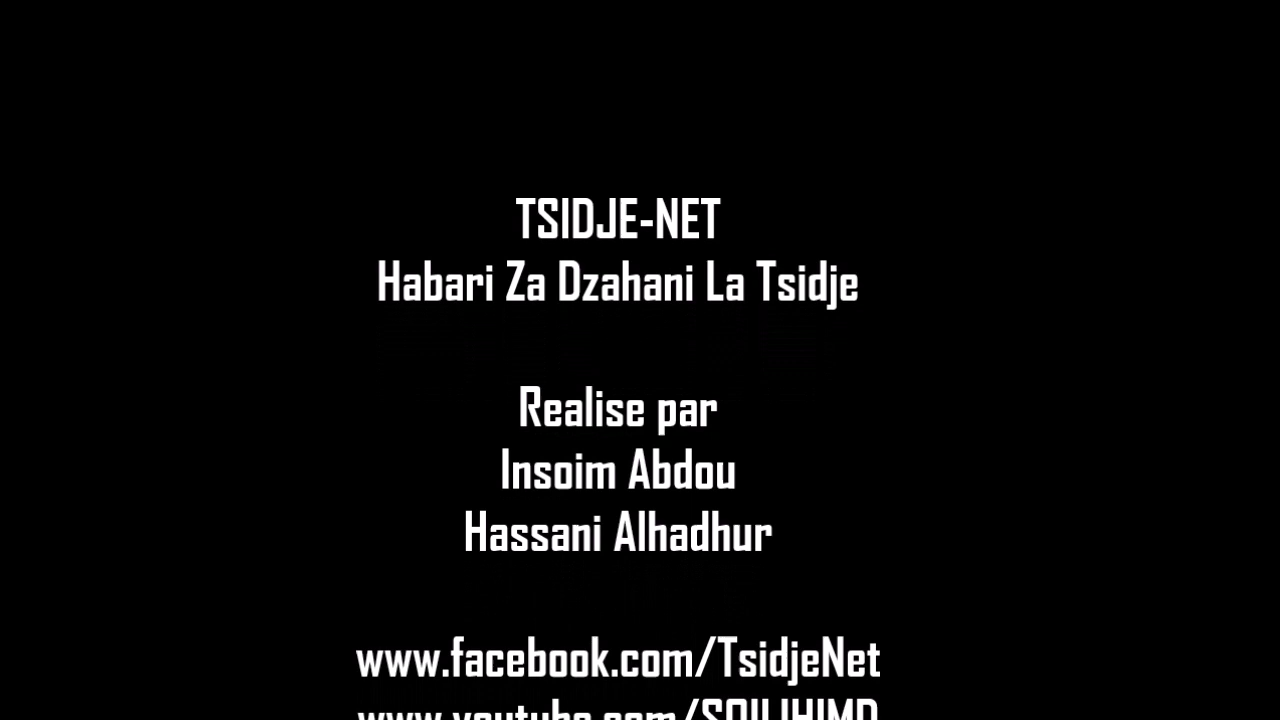 TSIDJE-NET
Habari Za Dzahani La Tsidje
Realise par
Insoim Abdou
Hassani Alhadhur
www.facebook.com/TsidjeNet